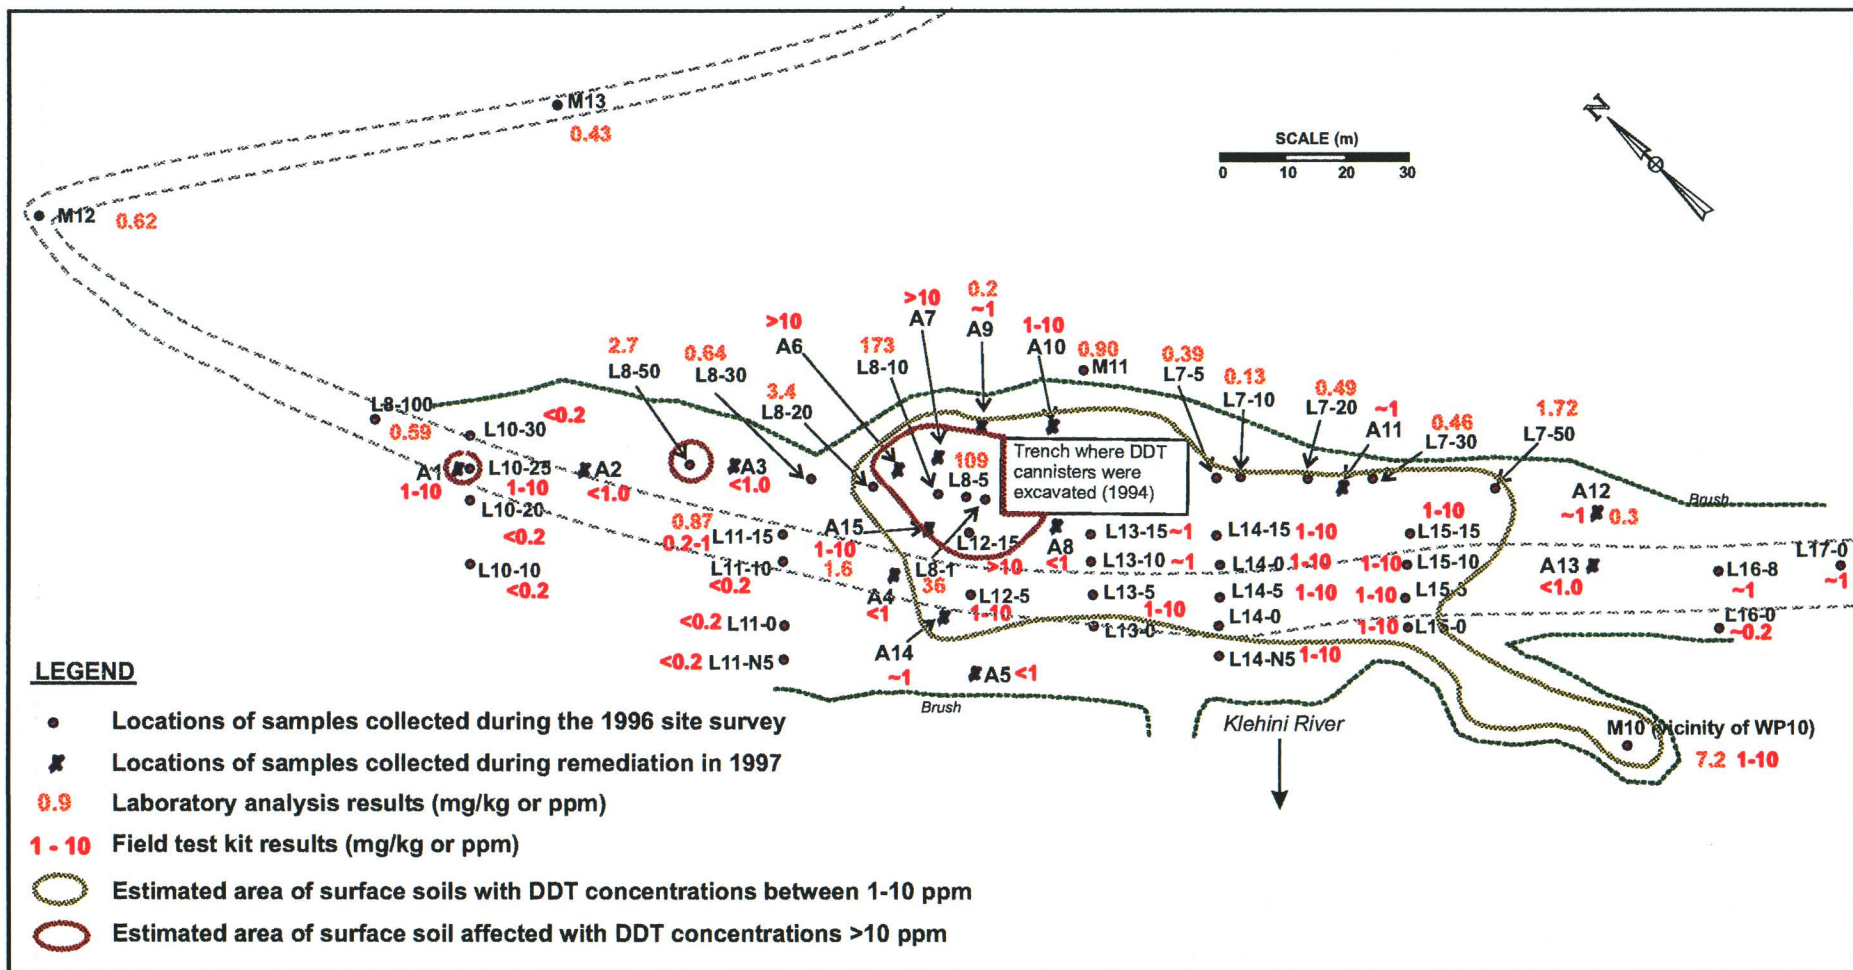 M13
0.43
N
SCALE (m)
0 10 20 30
M12 0.62
0.2
>10 ~1
A7 A9 1-10
>10 A10
A6 173 0.90
2.7 0.64 L8-10 M11 0.39
L8-50 L8-30 L7-5 0.13
3.4 L7-10 0.49
L8-20 L7-20 ~1
A11 0.46 1.72
L7-30 L7-50
L8-100 <0.2
0.59 L10-30
A1 L10-25 A2 A3
1-10 1-10 <1.0 <1.0
109
L8-5
Trench where DDT
cannisters were
excavated (1994)
L10-20
<0.2
A12
~1 0.3
Brush
1-10
0.87
0.2-1 L11-15
A15
1-10
1.6
L12-15
>10
A8
<1
L13-15 ~1
L14-15 1-10
L15-15
L10-10
<0.2
L11-10
<0.2
L8-1
36
L13-10 ~1
L14-0 1-10
1-10 L15-10
A13
<1.0
L16-8
~1
L17-0
~1
A4
<1
L12-5
1-10
L13-5
1-10
L14-5 1-10
1-10 L15-5
<0.2 L11-0
L13-0
L14-0
1-10 L15-0
L16-0
~0.2
A14
~1
<0.2 L11-N5
A5 <1
L14-N5 1-10
Brush
Klehini River
M10 (vicinity of WP10)
7.2 1-10
LEGEND
Locations of samples collected during the 1996 site survey
Locations of samples collected during remediation in 1997
0.9 Laboratory analysis results (mg/kg or ppm)
1 - 10 Field test kit results (mg/kg or ppm)
Estimated area of surface soils with DDT concentrations between 1-10 ppm
Estimated area of surface soil affected with DDT concentrations >10 ppm